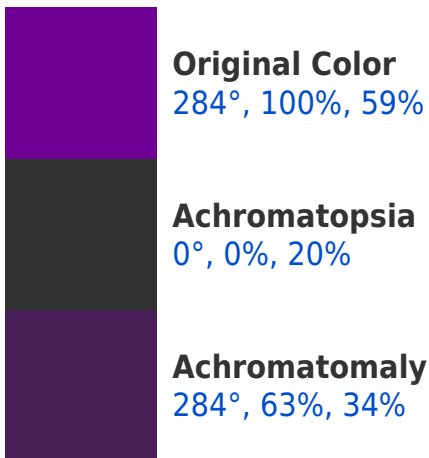 Original Color
284°, 100%, 59%
Achromatopsia
0°, 0%, 20%
Achromatomaly
284°, 63%, 34%